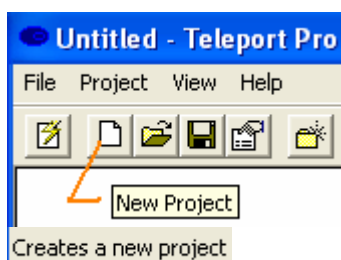 Untitled - Teleport Pro
File Project View Help
New Project
Creates a new project